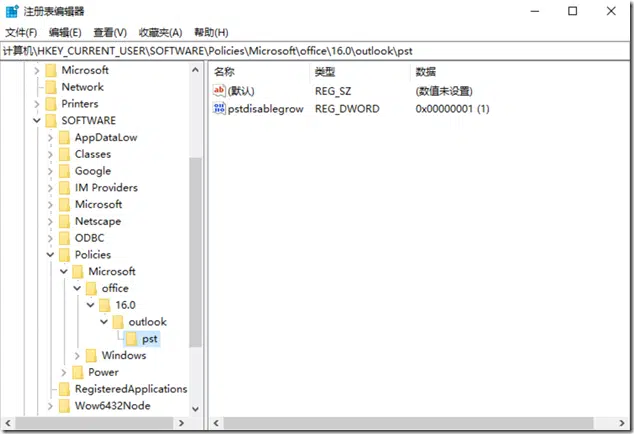 注册表编辑器
文件(F) 编辑(E) 查看(V) 收藏夹(A) 帮助(H)
计算机\HKEY_CURRENT_USER\SOFTWARE\Policies\Microsoft\office\16.0\outlook\pst
Microsoft
Network
Printers
SOFTWARE
AppDataLow
Classes
Google
IM Providers
Microsoft
Netscape
ODBC
Policies
Microsoft
office
16.0
outlook
pst
Windows
Power
RegisteredApplications
Wow6432Node
名称 类型 数据
(默认) REG_SZ (数值未设置)
pstdisablegrow REG_DWORD 0x00000001 (1)